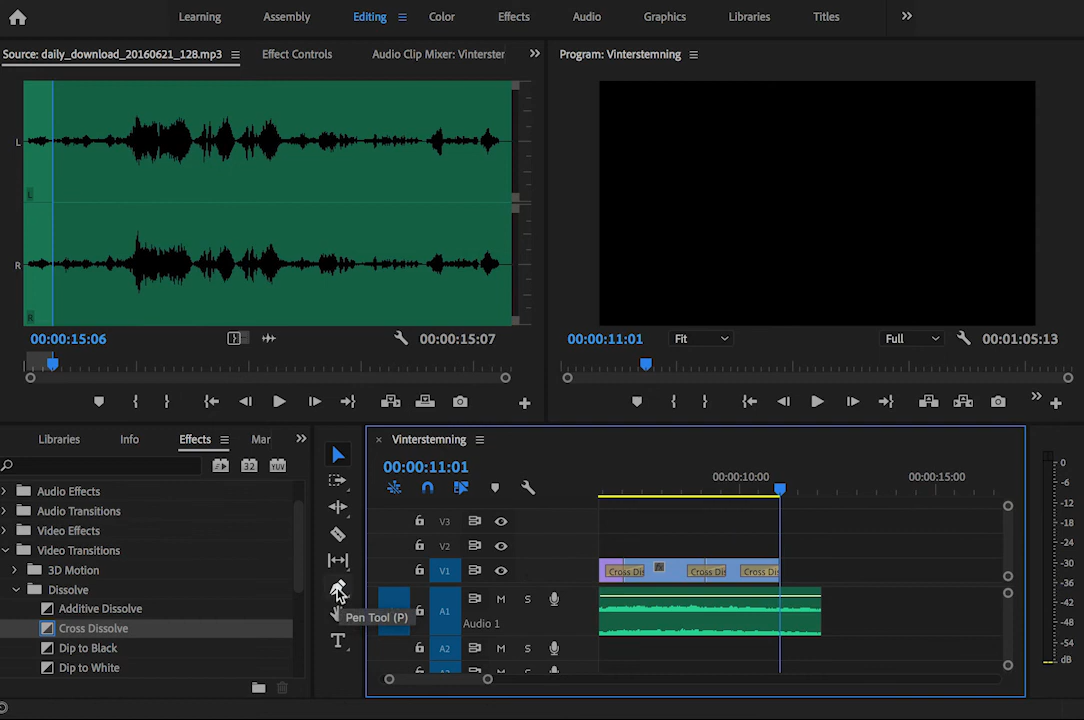 Learning Assembly Editing Color Effects Audio Graphics Libraries Titles
Source: daily_download_20160621_128.mp3 Effect Controls Audio Clip Mixer: Vinterster
Program: Vinterstemning
L
L
R
R
00:00:15:06 00:00:15:07
00:00:11:01 Fit Full 00:01:05:13
Libraries Info Effects Mar
32 YUV
Audio Effects
Audio Transitions
Video Effects
Video Transitions
3D Motion
Dissolve
Additive Dissolve
Cross Dissolve
Dip to Black
Dip to White
Pen Tool (P)
T
× Vinterstemning
00:00:11:01
00:00:10:00 00:00:15:00
V3
V2
V1 Cross Dis Cross Dis Cross Dis
A1 M S
Audio 1
A2 M S
0
-6
-12
-18
-24
-30
-36
-42
-48
-54